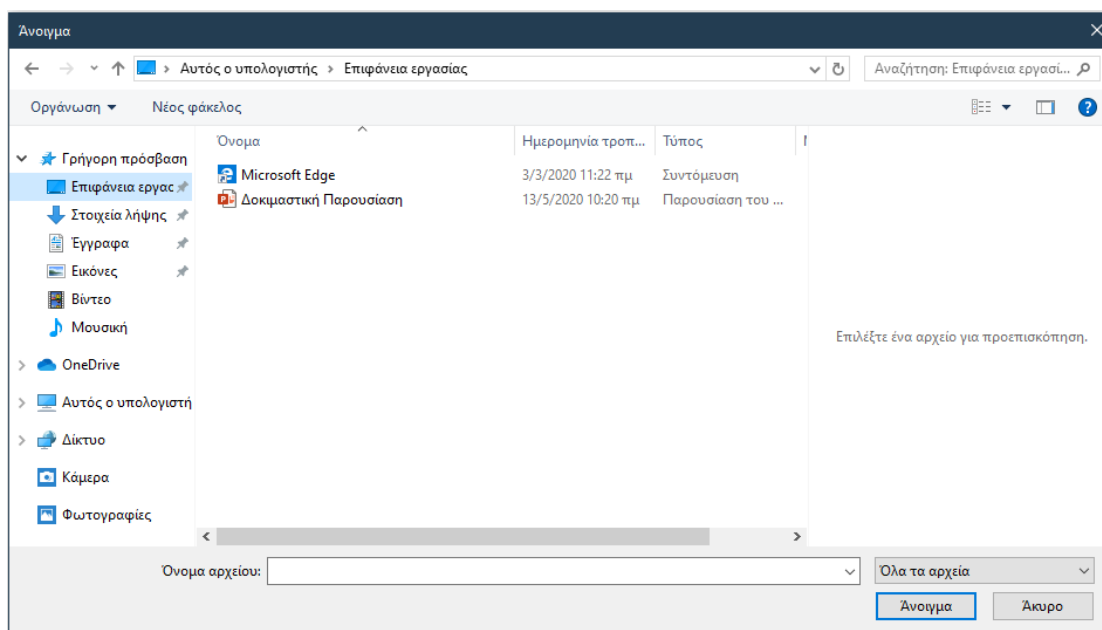 Άνοιγμα
Αυτός ο υπολογιστής › Επιφάνεια εργασίας
Αναζήτηση: Επιφάνεια εργασί...
Οργάνωση
Νέος φάκελος
Όνομα
Ημερομηνία τροπ...
Τύπος
Γρήγορη πρόσβαση
Microsoft Edge 3/3/2020 11:22 πμ Συντόμευση
Επιφάνεια εργασ
Δοκιμαστική Παρουσίαση 13/5/2020 10:20 πμ Παρουσίαση του ...
Στοιχεία λήψης
Έγγραφα
Εικόνες
Βίντεο
Μουσική
Επιλέξτε ένα αρχείο για προεπισκόπηση.
OneDrive
Αυτός ο υπολογιστή
Δίκτυο
Κάμερα
Φωτογραφίες
Όνομα αρχείου:
Όλα τα αρχεία
Άνοιγμα
Άκυρο